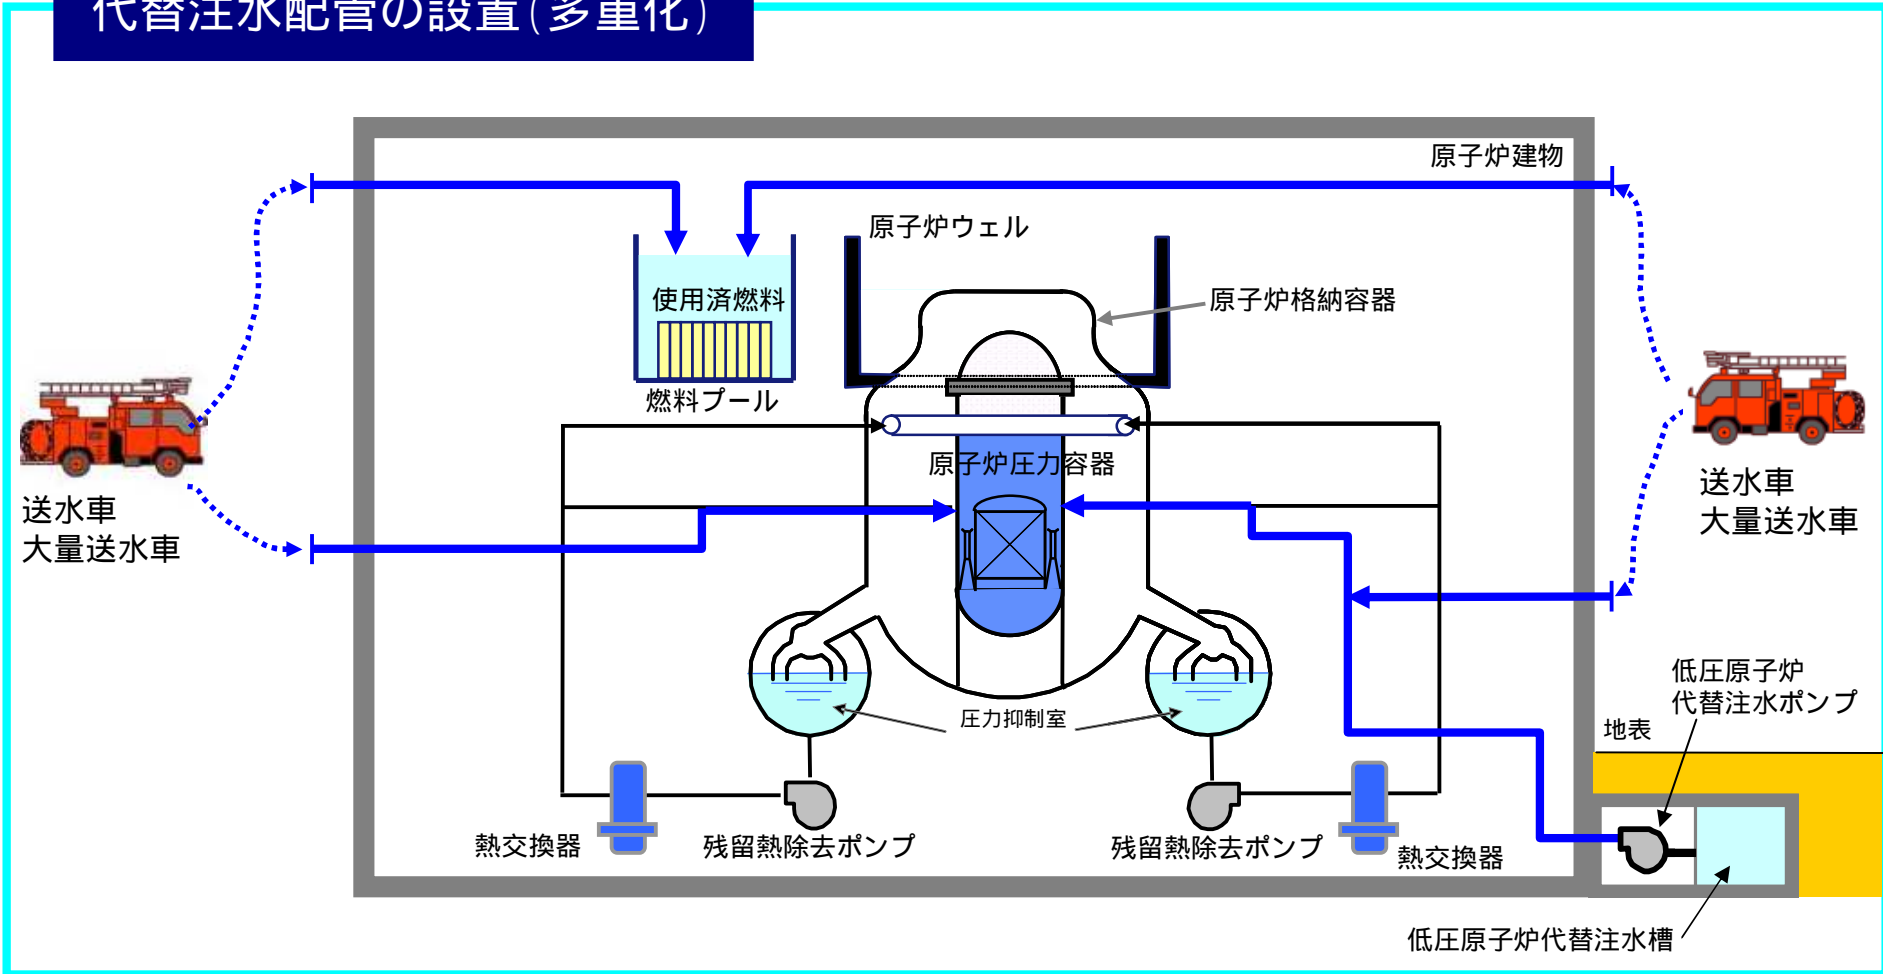 代替注水配管の設置(多重化)
原子炉建物
原子炉ウェル
使用済燃料
原子炉格納容器
燃料プール
原子炉圧力容器
送水車
大量送水車
送水車
大量送水車
低圧原子炉
代替注水ポンプ
圧力抑制室
地表
熱交換器
残留熱除去ポンプ
残留熱除去ポンプ
熱交換器
低圧原子炉代替注水槽